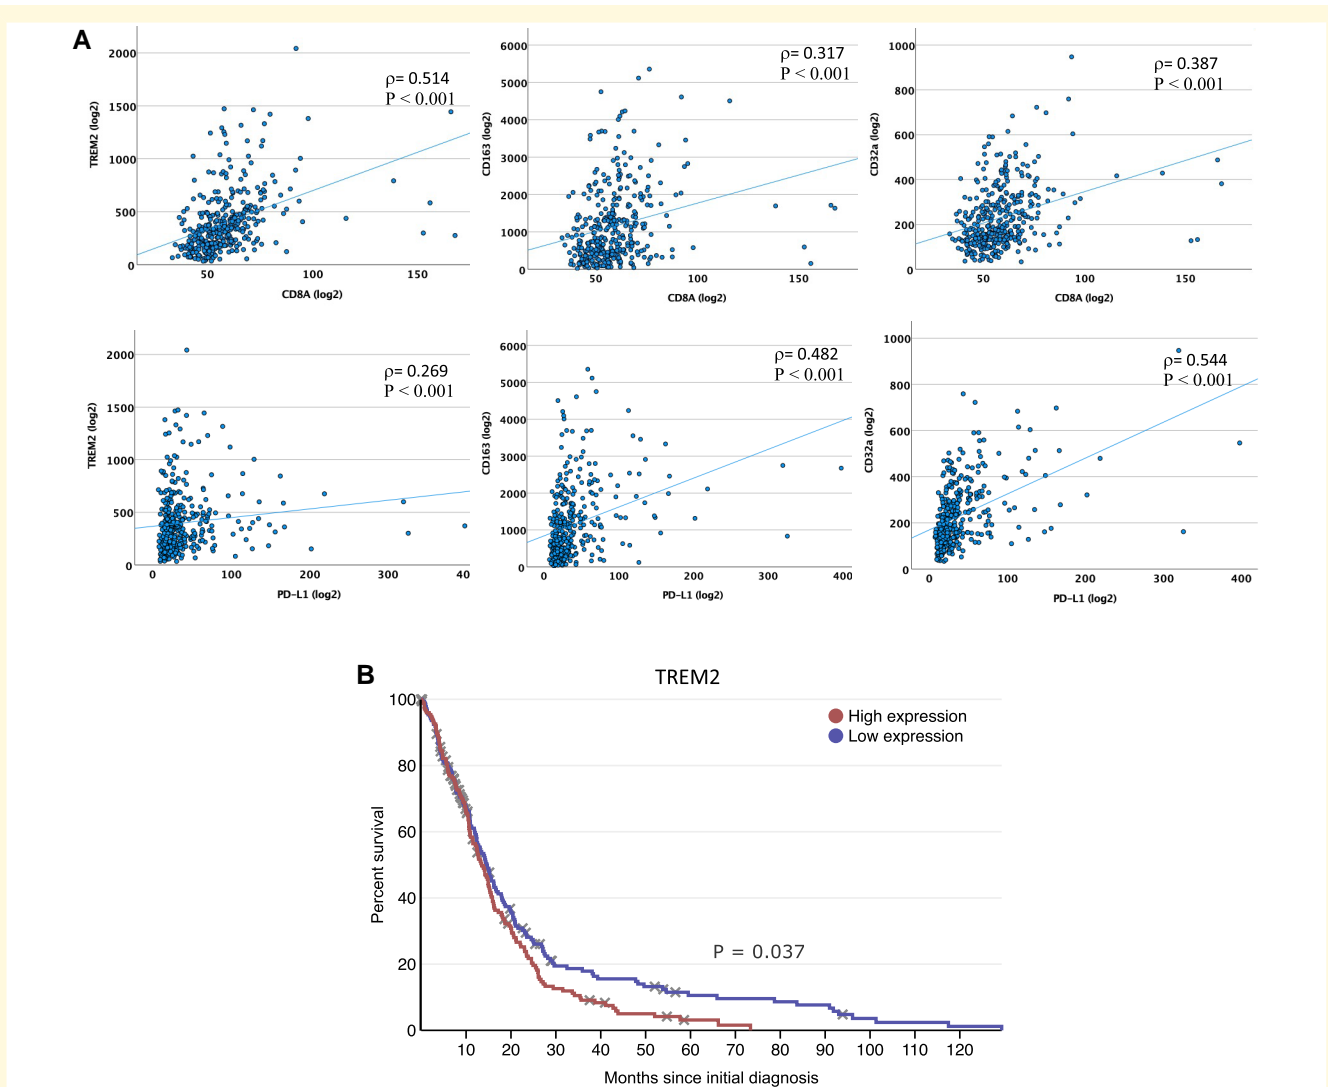 A
ρ= 0.514
P < 0.001
TREM2 (log2)
2000
1500
1000
500
0
50 100 150
CD8A (log2)
ρ= 0.317
P < 0.001
CD163 (log2)
6000
5000
4000
3000
2000
1000
0
50 100 150
CD8A (log2)
ρ= 0.387
P < 0.001
CD32a (log2)
1000
800
600
400
200
0
50 100 150
CD8A (log2)
ρ= 0.269
P < 0.001
TREM2 (log2)
2000
1500
1000
500
0
0 100 200 300 40
PD-L1 (log2)
ρ= 0.482
P < 0.001
CD163 (log2)
6000
5000
4000
3000
2000
1000
0
0 100 200 300 400
PD-L1 (log2)
ρ= 0.544
P < 0.001
CD32a (log2)
1000
800
600
400
200
0
0 100 200 300 400
PD-L1 (log2)
B
TREM2
High expression
Low expression
P = 0.037
Percent survival
100
80
60
40
20
0
10 20 30 40 50 60 70 80 90 100 110 120
Months since initial diagnosis